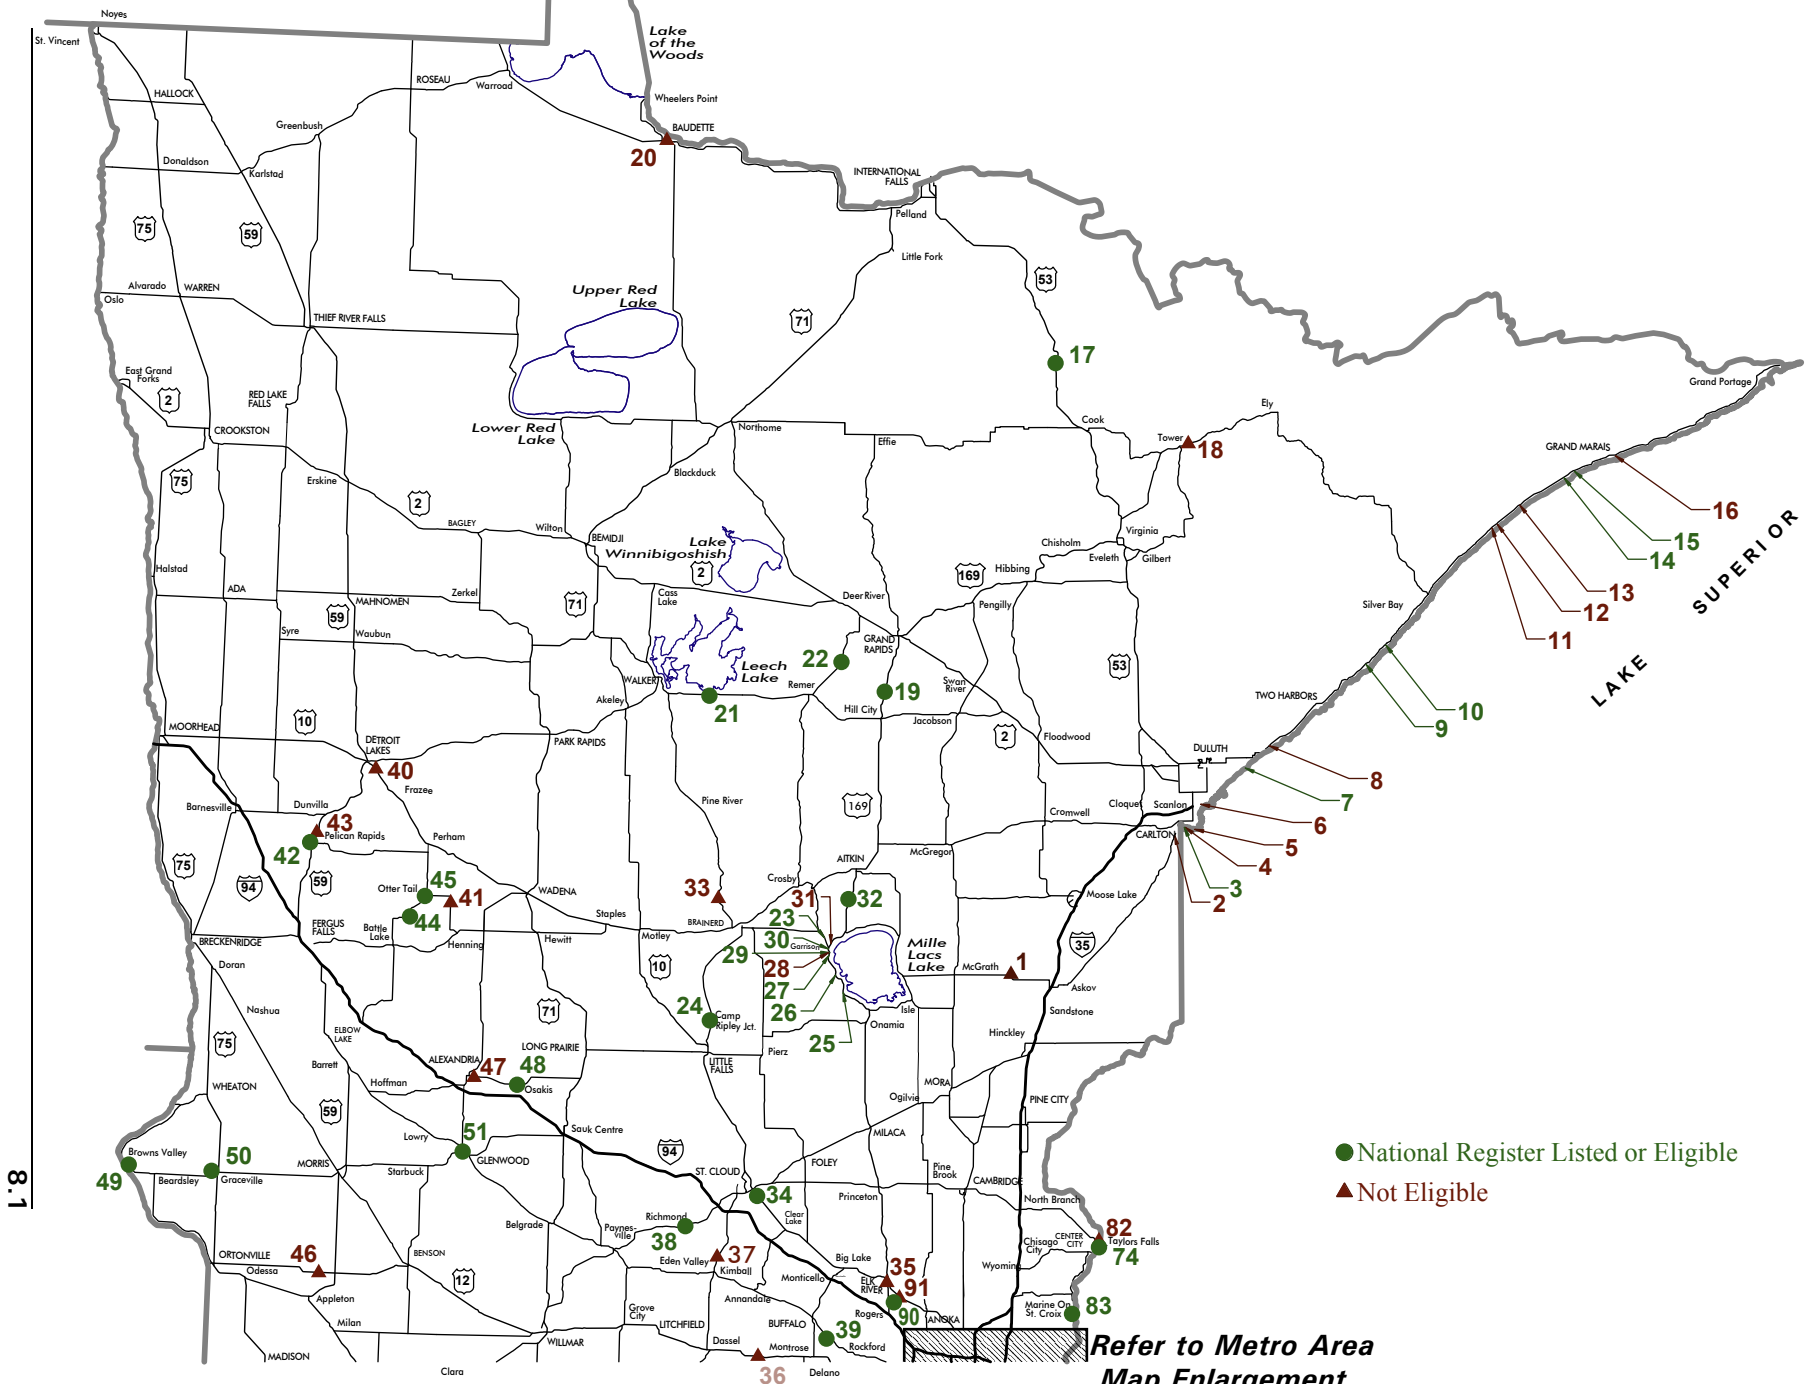 Noyes
St. Vincent
Lake
of the
Woods
ROSEAU
Warroad
HALLOCK
Wheelers Point
Greenbush
BAUDETTE
20
Donaldson
Karlstad
INTERNATIONAL
FALLS
Pelland
75
59
Little Fork
53
Alvarado
WARREN
Oslo
Upper Red
Lake
THIEF RIVER FALLS
71
17
East Grand
Forks
2
RED LAKE
FALLS
Grand Portage
CROOKSTON
Lower Red
Lake
Northome
Effie
Cook
Ely
Tower
18
GRAND MARAIS
75
Erskine
Blackduck
2
16
BAGLEY
Wilton
BEMIDJI
Lake
Winnibigoshish
2
Virginia
Chisholm
Eveleth
Gilbert
15
14
Halstad
169
Hibbing
ADA
Zerkel
MAHNOMEN
59
71
Cass
Lake
Deer River
Pengilly
Silver Bay
13
12
11
SUPERIOR
LAKE
Syre
Waubun
GRAND
RAPIDS
22
Leech
Lake
WALKER
53
Akeley
21
Remer
19
Swan
River
Hill City
Jacobson
TWO HARBORS
10
9
MOORHEAD
10
DETROIT
LAKES
PARK RAPIDS
2
Floodwood
DULUTH
40
Frazee
8
7
Barnesville
Dunvilla
Pine River
169
Cromwell
Cloquet
Scanlon
6
43
Pelican Rapids
42
Perham
CARLTON
5
4
3
2
75
94
59
McGregor
AITKIN
Crosby
Otter Tail
45
41
44
WADENA
33
31
32
Moose Lake
FERGUS
FALLS
Battle
Lake
Staples
BRAINERD
23
30
Garrison
29
28
27
26
25
BRECKENRIDGE
Henning
Hewitt
Motley
Mille
Lacs
Lake
35
Doran
10
McGrath
1
Askov
Nashua
71
24
Camp
Ripley Jct.
Isle
Onamia
Sandstone
ELBOW
LAKE
Hinckley
75
Barrett
ALEXANDRIA
47
LONG PRAIRIE
48
Osakis
LITTLE
FALLS
Pierz
WHEATON
Hoffman
MORA
Ogilvie
PINE CITY
59
Lowry
51
Sauk Centre
MILACA
GLENWOOD
Browns Valley
49
50
Beardsley
Graceville
MORRIS
Starbuck
94
ST. CLOUD
FOLEY
Pine
Brook
CAMBRIDGE
National Register Listed or Eligible
Not Eligible
8.1
34
Princeton
North Branch
Richmond
38
Paynes-
ville
Belgrade
Clear
Lake
82
Taylors Falls
74
CENTER
CITY
Chisago
City
ORTONVILLE
46
Odessa
BENSON
Eden Valley
37
Kimball
Big Lake
Monticello
Wyoming
12
ELK
RIVER
35
91
90
Appleton
Annandale
Grove
City
Rogers
ANOKA
Marine On
St. Croix
83
Milan
LITCHFIELD
BUFFALO
39
Rockford
MADISON
WILLMAR
Dassel
Montrose
36
Delano
Clara
Refer to Metro Area
Map Enlargement